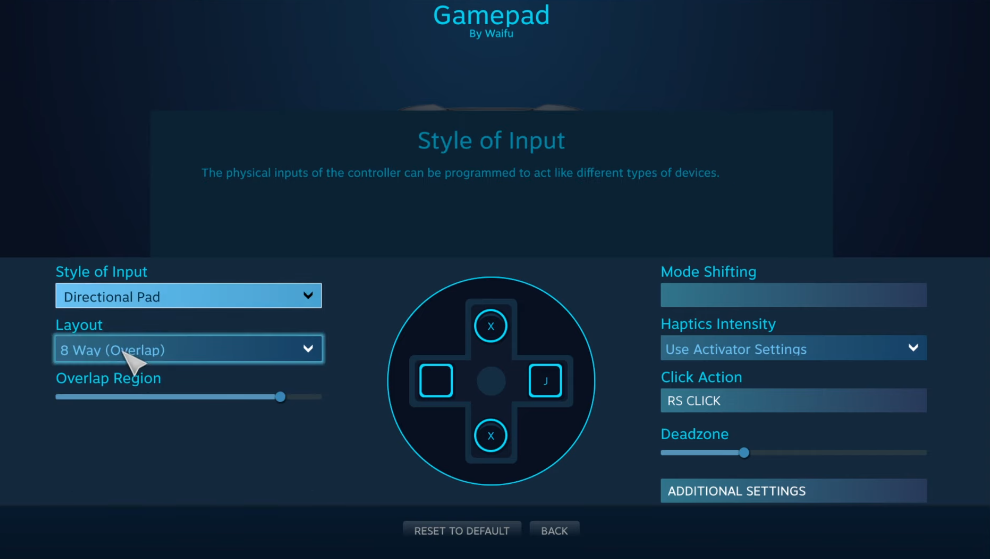 Gamepad
By Waifu
Style of Input
The physical inputs of the controller can be programmed to act like different types of devices.
Style of Input
Directional Pad
Layout
8 Way (Overlap)
Overlap Region
X
J
X
Mode Shifting
Haptics Intensity
Use Activator Settings
Click Action
RS CLICK
Deadzone
ADDITIONAL SETTINGS
RESET TO DEFAULT
BACK